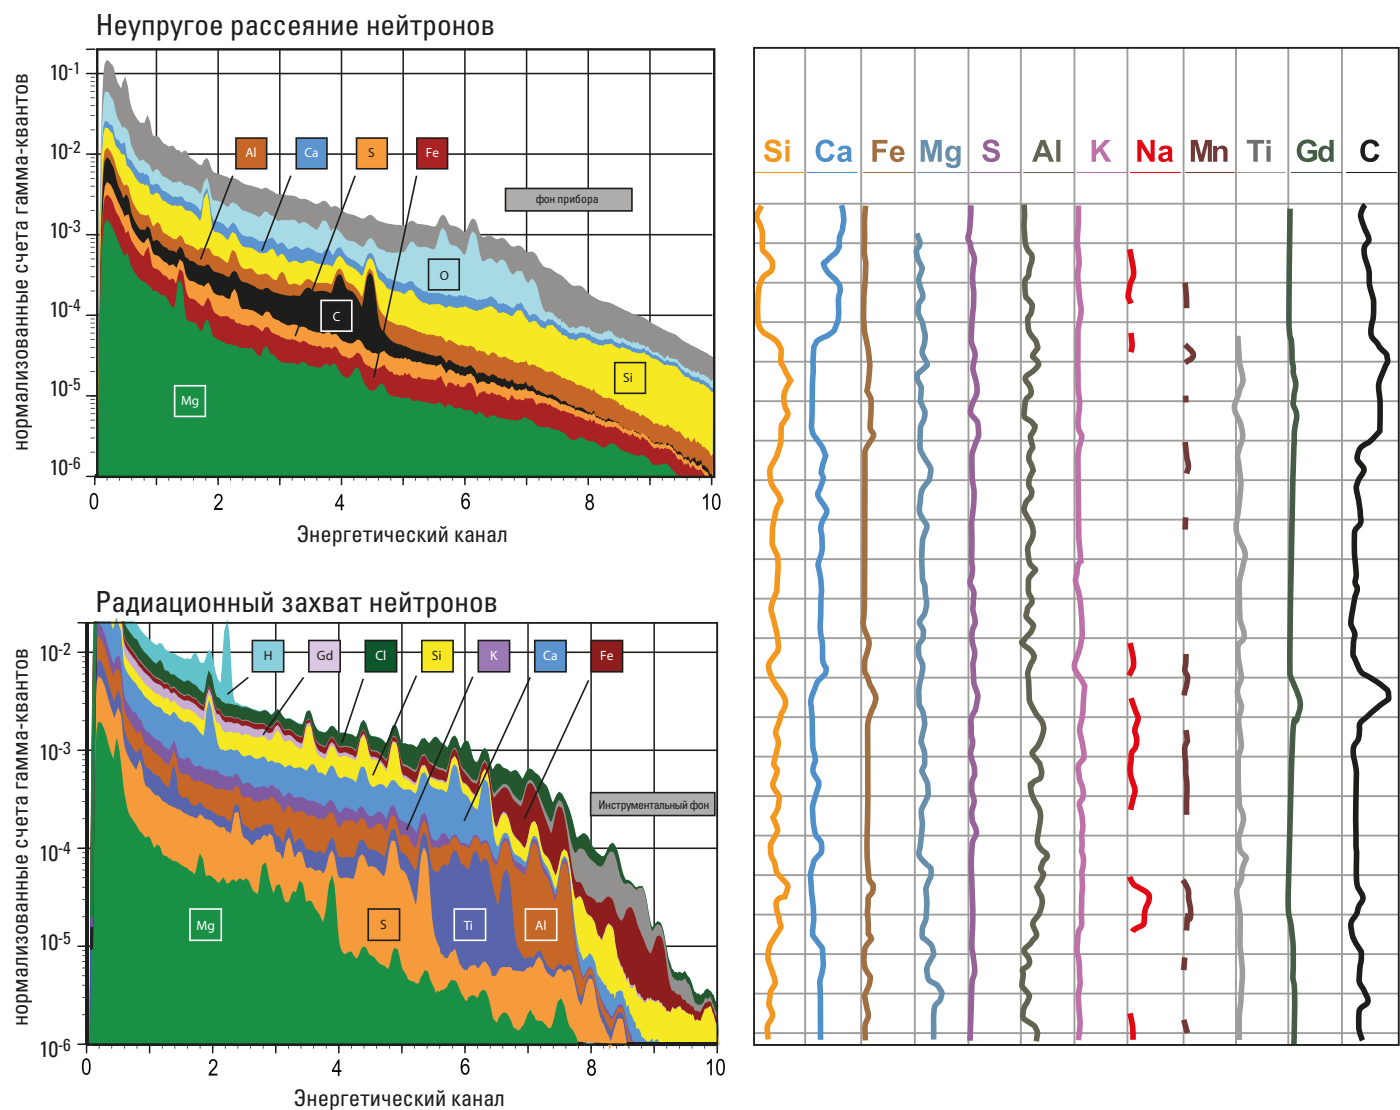 Неупругое рассеяние нейтронов
нормализованные счета гамма-квантов
10-1
10-2
10-3
10-4
10-5
10-6
Al Ca S Fe
фон прибора
O
C
Si
Mg
0 2 4 6 8 10
Энергетический канал
Радиационный захват нейтронов
нормализованные счета гамма-квантов
10-2
10-3
10-4
10-5
10-6
H Gd Cl Si K Ca Fe
Инструментальный фон
Mg S Ti Al
0 2 4 6 8 10
Энергетический канал
Si Ca Fe Mg S Al K Na Mn Ti Gd C